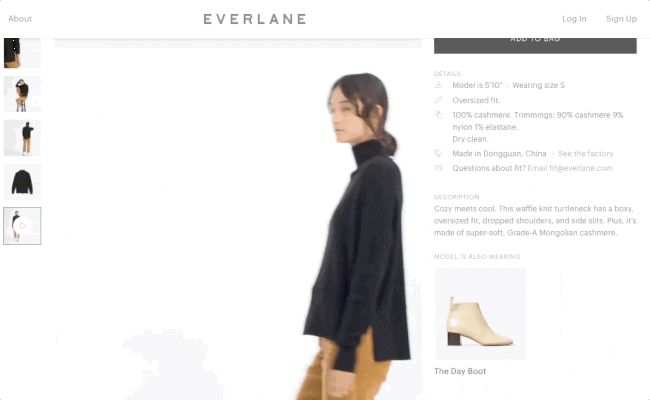 About
EVERLANE
Log In
Sign Up
ADD TO BAG
DETAILS
Model is 5'10" · Wearing size S
Oversized fit.
100% cashmere. Trimmings: 90% cashmere 9%
nylon 1% elastane.
Dry clean.
Made in Dongguan, China · See the factory
Questions about fit? Email fit@everlane.com
DESCRIPTION
Cozy meets cool. This waffle knit turtleneck has a boxy,
oversized fit, dropped shoulders, and side slits. Plus, it's
made of super-soft, Grade-A Mongolian cashmere.
MODEL IS ALSO WEARING
The Day Boot